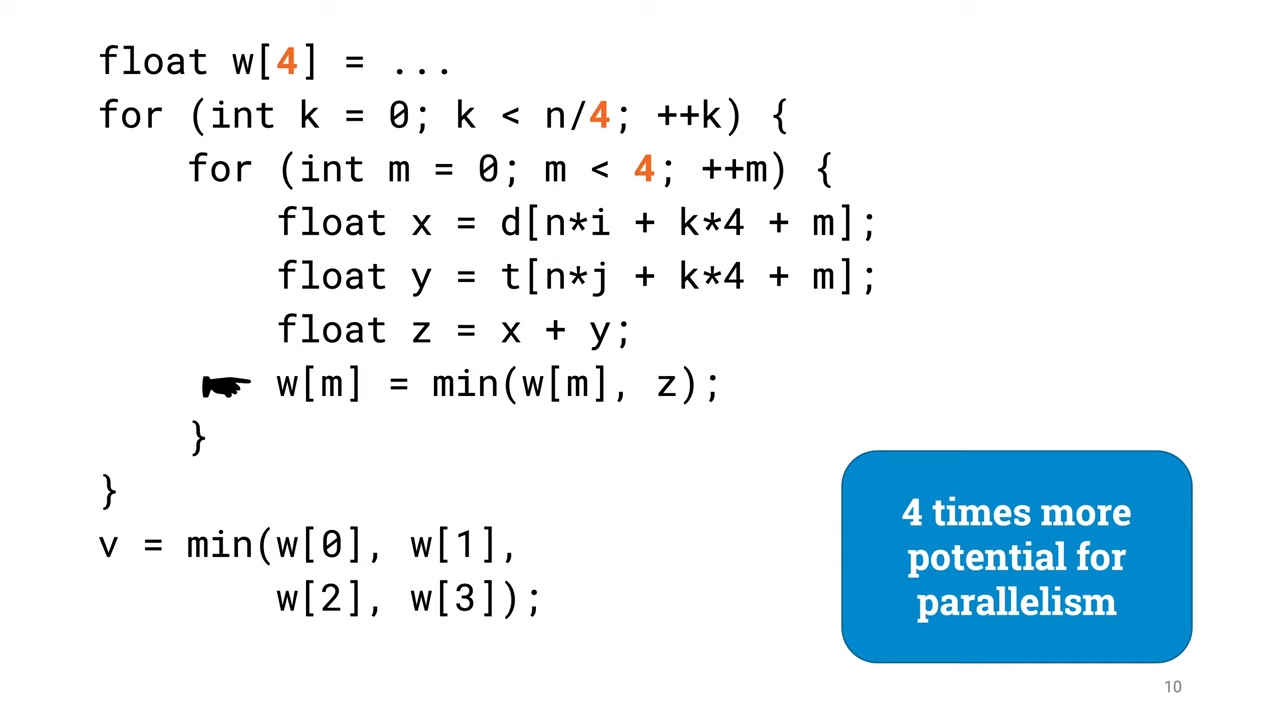 float w[4] = ...
for (int k = 0; k < n/4; ++k) {
    for (int m = 0; m < 4; ++m) {
        float x = d[n*i + k*4 + m];
        float y = t[n*j + k*4 + m];
        float z = x + y;
        w[m] = min(w[m], z);
    }
}
v = min(w[0], w[1],
        w[2], w[3]);
4 times more
potential for
parallelism
10